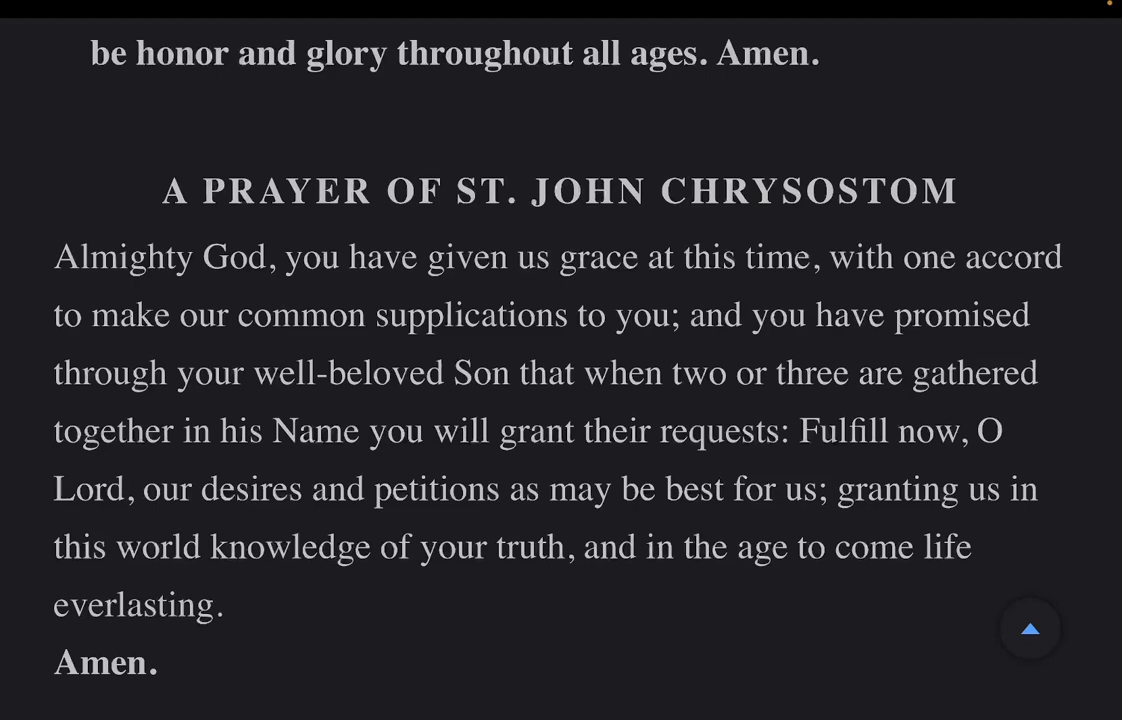 be honor and glory throughout all ages. Amen.
A PRAYER OF ST. JOHN CHRYSOSTOM
Almighty God, you have given us grace at this time, with one accord
to make our common supplications to you; and you have promised
through your well-beloved Son that when two or three are gathered
together in his Name you will grant their requests: Fulfill now, O
Lord, our desires and petitions as may be best for us; granting us in
this world knowledge of your truth, and in the age to come life
everlasting.
Amen.